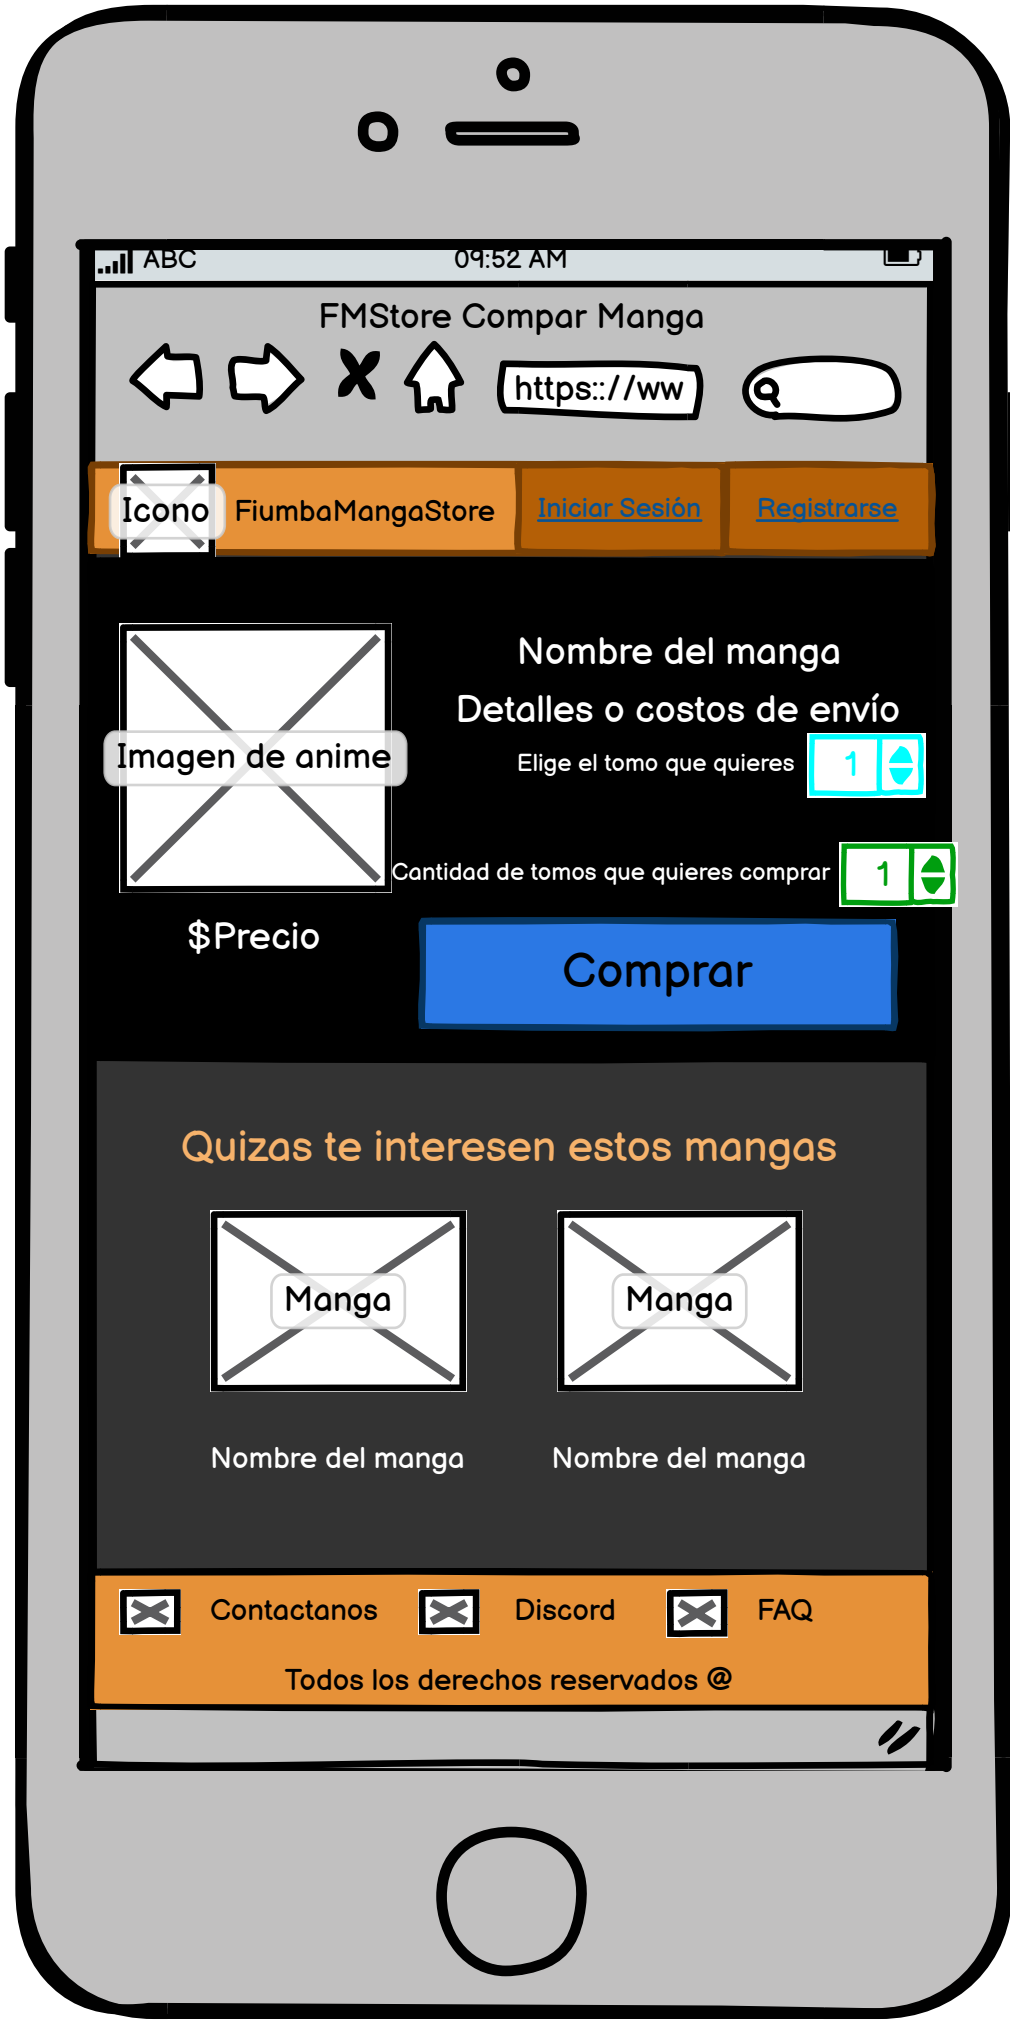 ABC 09:52 AM
FMStore Compar Manga
https:://ww
Icono FiumbaMangaStore Iniciar Sesión Registrarse
Nombre del manga
Detalles o costos de envío
Imagen de anime
Elige el tomo que quieres 1
Cantidad de tomos que quieres comprar 1
$Precio
Comprar
Quizas te interesen estos mangas
Manga Manga
Nombre del manga Nombre del manga
Contactanos Discord FAQ
Todos los derechos reservados @